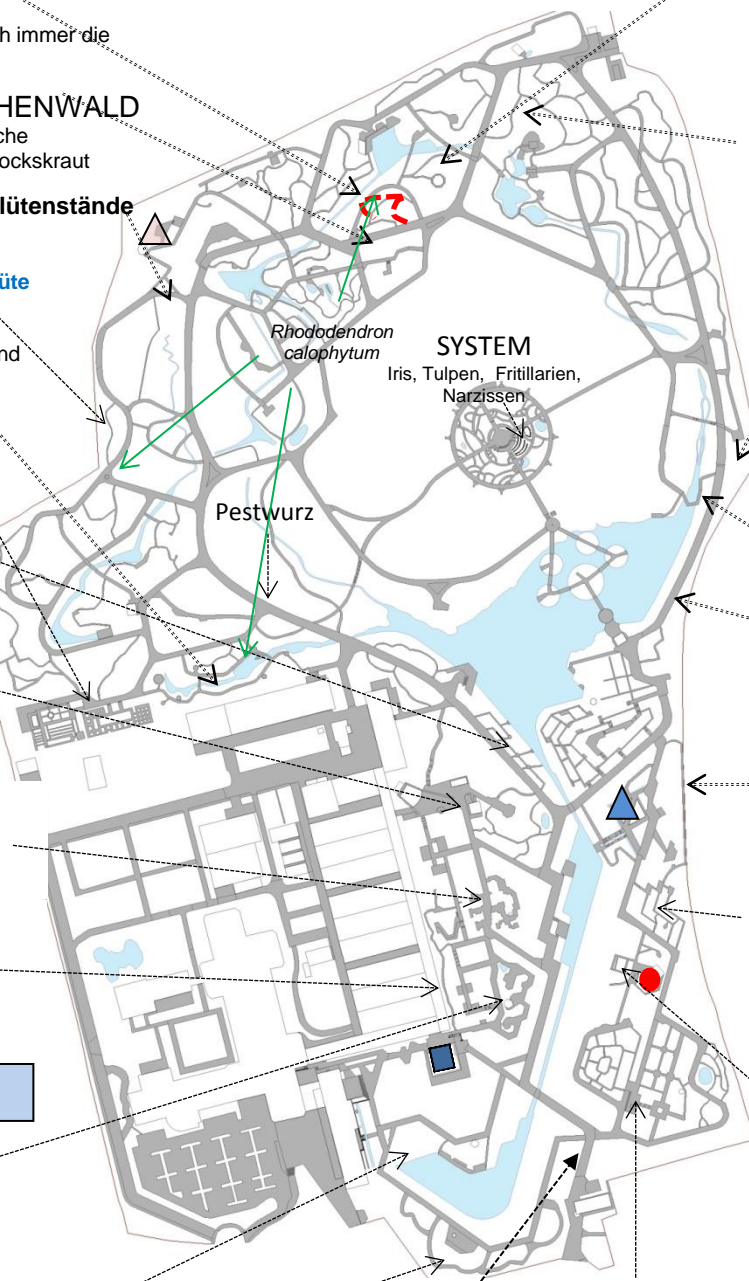 h immer die
HENWALD
che
ockskraut
lütenstände
üte
nd
Rhododendron
calophytum
SYSTEM
Iris, Tulpen, Fritillarien,
Narzissen
Pestwurz